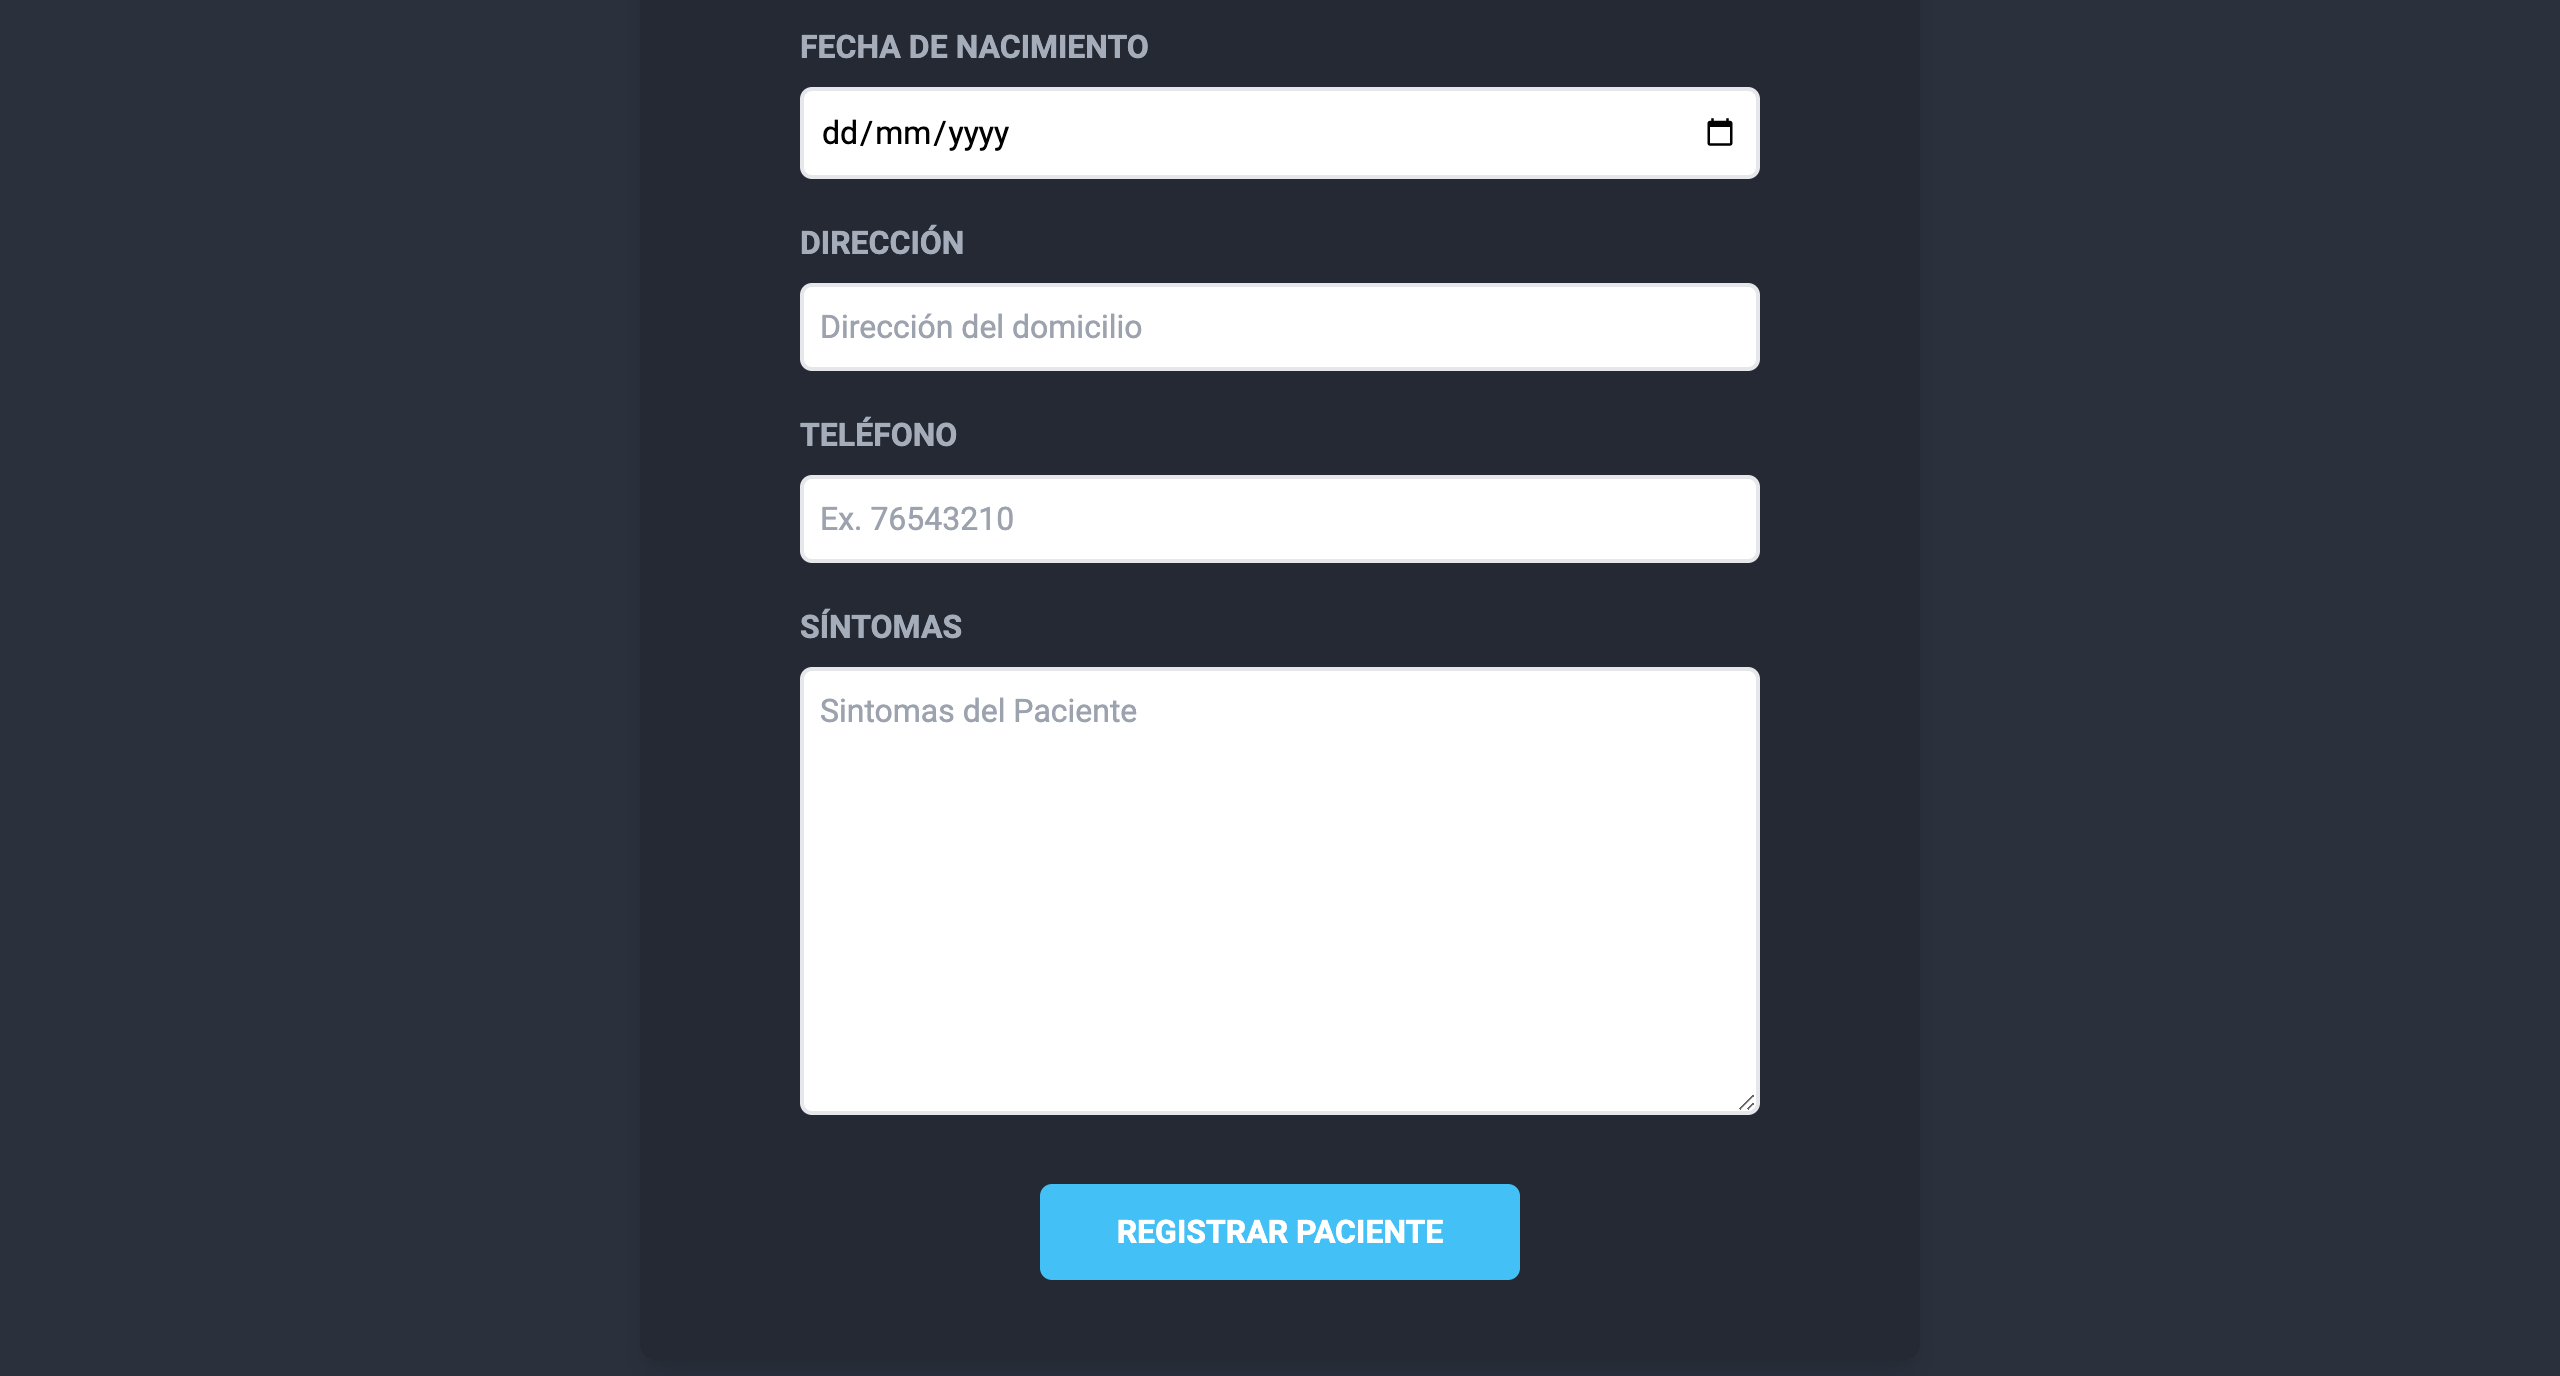 FECHA DE NACIMIENTO
dd/mm/yyyy
DIRECCIÓN
Dirección del domicilio
TELÉFONO
Ex. 76543210
SÍNTOMAS
Sintomas del Paciente
REGISTRAR PACIENTE